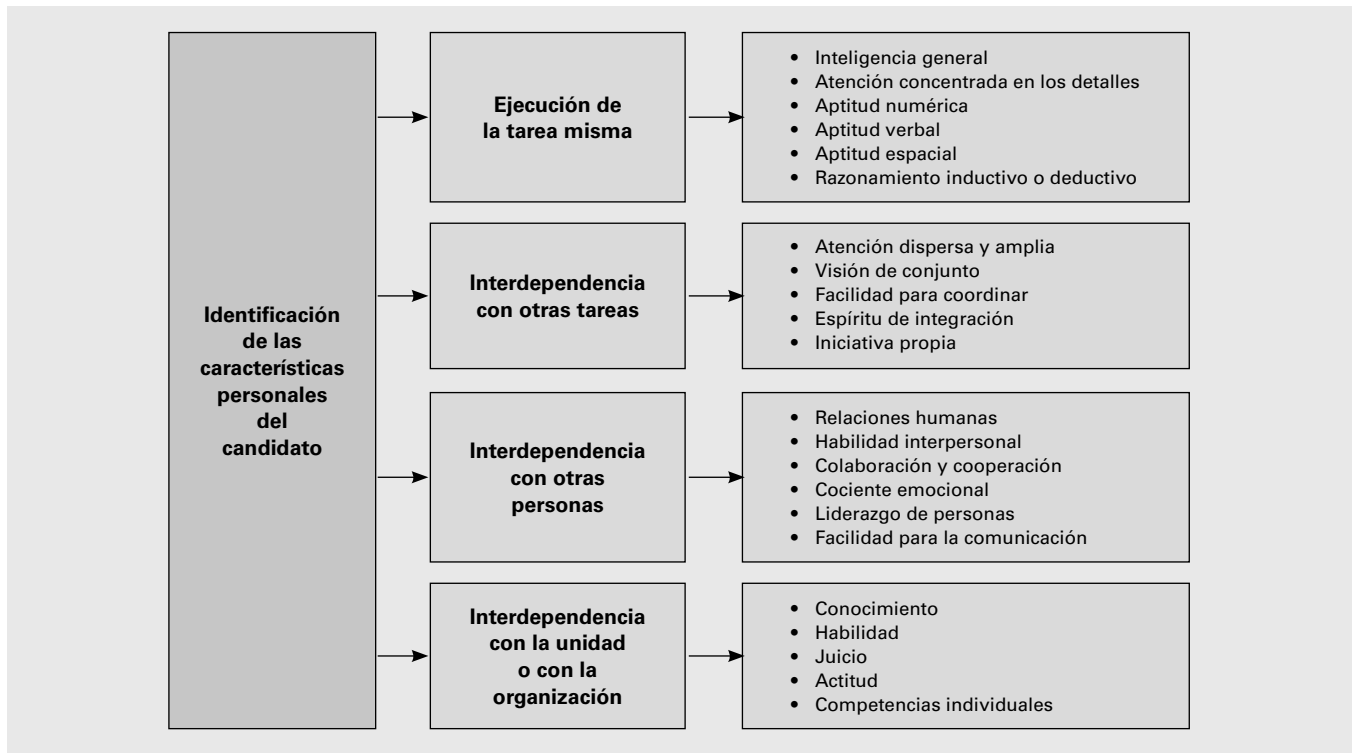 Identificación
de las
características
personales
del
candidato
Ejecución de
la tarea misma
• Inteligencia general
• Atención concentrada en los detalles
• Aptitud numérica
• Aptitud verbal
• Aptitud espacial
• Razonamiento inductivo o deductivo
Interdependencia
con otras tareas
• Atención dispersa y amplia
• Visión de conjunto
• Facilidad para coordinar
• Espíritu de integración
• Iniciativa propia
Interdependencia
con otras
personas
• Relaciones humanas
• Habilidad interpersonal
• Colaboración y cooperación
• Cociente emocional
• Liderazgo de personas
• Facilidad para la comunicación
Interdependencia
con la unidad
o con la
organización
• Conocimiento
• Habilidad
• Juicio
• Actitud
• Competencias individuales